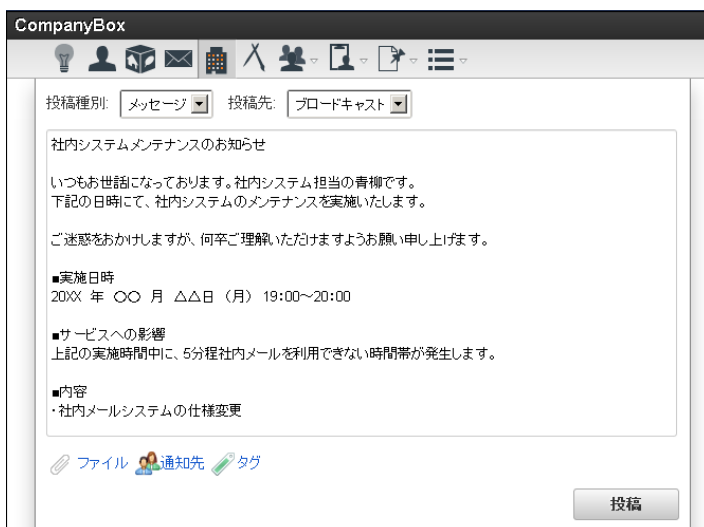 CompanyBox
投稿種別: メッセージ 投稿先: ブロードキャスト
社内システムメンテナンスのお知らせ
いつもお世話になっております。社内システム担当の青柳です。
下記の日時にて、社内システムのメンテナンスを実施いたします。
ご迷惑をおかけしますが、何卒ご理解いただけますようお願い申し上げます。
■実施日時
20XX 年 〇〇 月 △△日 (月) 19:00~20:00
■サービスへの影響
上記の実施時間中に、5分程社内メールを利用できない時間帯が発生します。
■内容
・社内メールシステムの仕様変更
ファイル 通知先 タグ
投稿